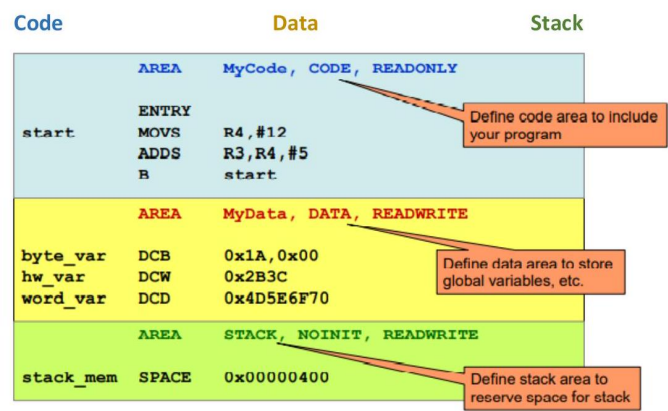 Code Data Stack
AREA MyCode, CODE, READONLY
ENTRY
start MOVS R4,#12
ADDS R3,R4,#5
B start
Define code area to include
your program
AREA MyData, DATA, READWRITE
byte_var DCB 0x1A,0x00
hw_var DCW 0x2B3C
word_var DCD 0x4D5E6F70
Define data area to store
global variables, etc.
AREA STACK, NOINIT, READWRITE
stack_mem SPACE 0x00000400
Define stack area to
reserve space for stack